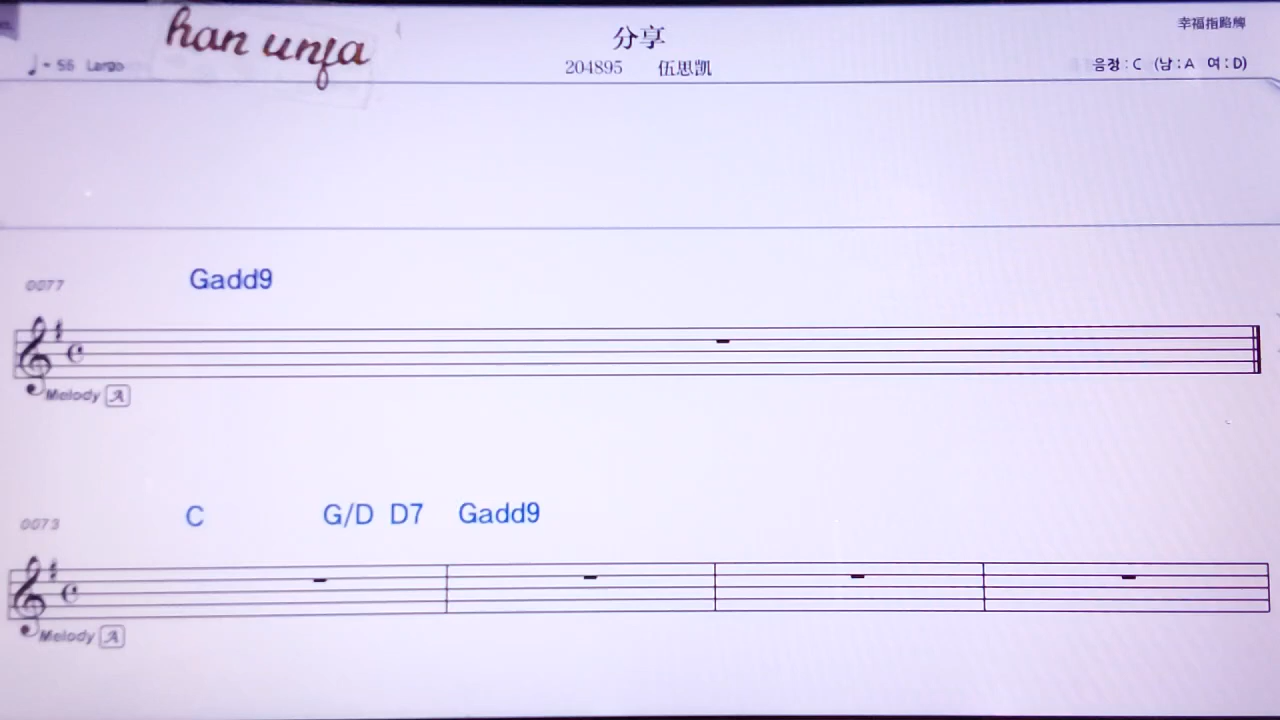 han unfa
分享
幸福指路牌
♩= 56 Largo
204895 伍思凯
음정 : C (남 : A 여 : D)
0077 Gadd9
Melody A
0073 C G/D D7 Gadd9
Melody A